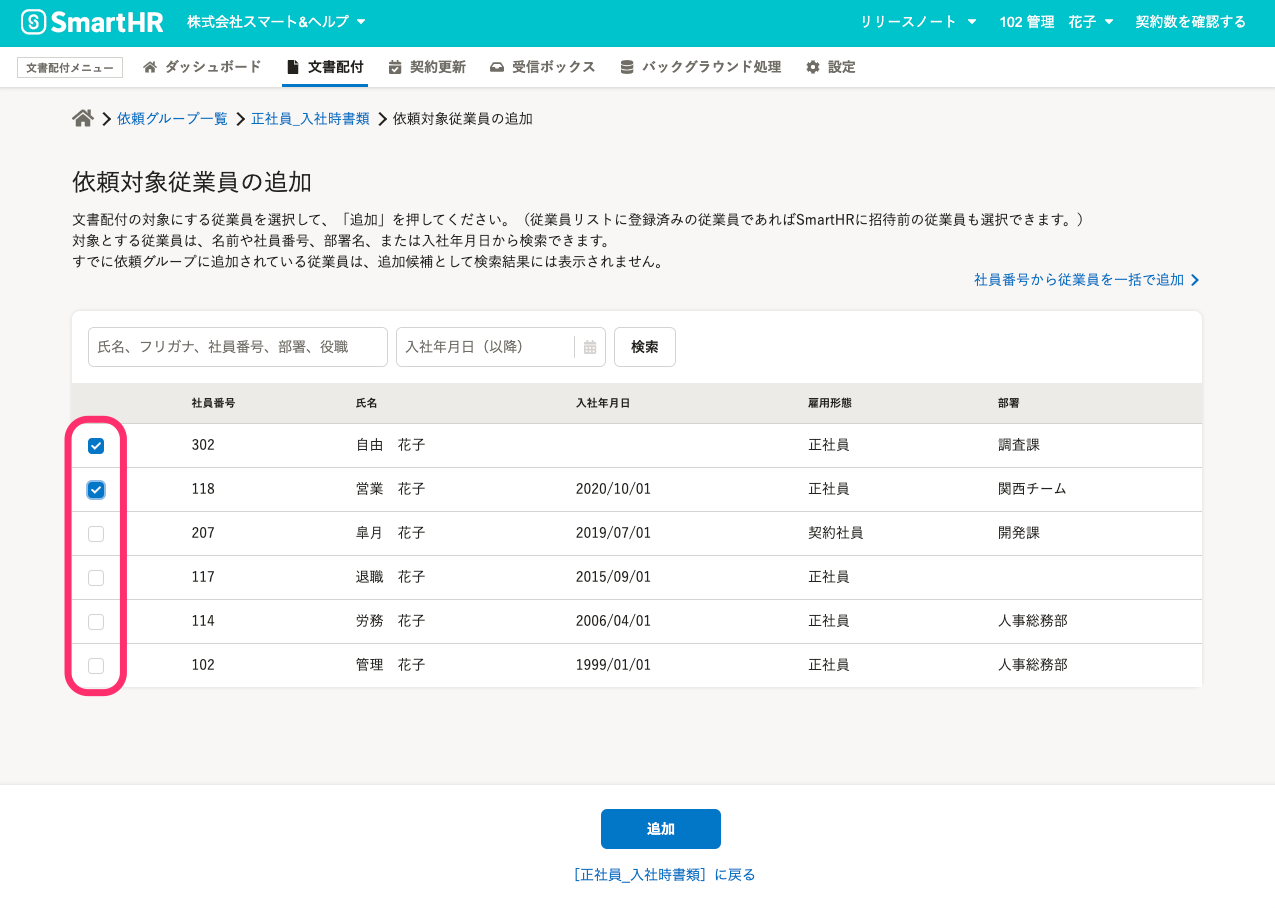 SmartHR 株式会社スマート&ヘルプ リリースノート 102 管理　花子 契約数を確認する
文書配付メニュー ダッシュボード 文書配付 契約更新 受信ボックス バックグラウンド処理 設定
依頼グループ一覧 正社員_入社時書類 依頼対象従業員の追加
依頼対象従業員の追加
文書配付の対象にする従業員を選択して、「追加」を押してください。（従業員リストに登録済みの従業員であればSmartHRに招待前の従業員も選択できます。）
対象とする従業員は、名前や社員番号、部署名、または入社年月日から検索できます。
すでに依頼グループに追加されている従業員は、追加候補として検索結果には表示されません。
社員番号から従業員を一括で追加
氏名、フリガナ、社員番号、部署、役職 入社年月日（以降） 検索
社員番号 氏名 入社年月日 雇用形態 部署
302 自由　花子 正社員 調査課
118 営業　花子 2020/10/01 正社員 関西チーム
207 皐月　花子 2019/07/01 契約社員 開発課
117 退職　花子 2015/09/01 正社員
114 労務　花子 2006/04/01 正社員 人事総務部
102 管理　花子 1999/01/01 正社員 人事総務部
追加
［正社員_入社時書類］に戻る